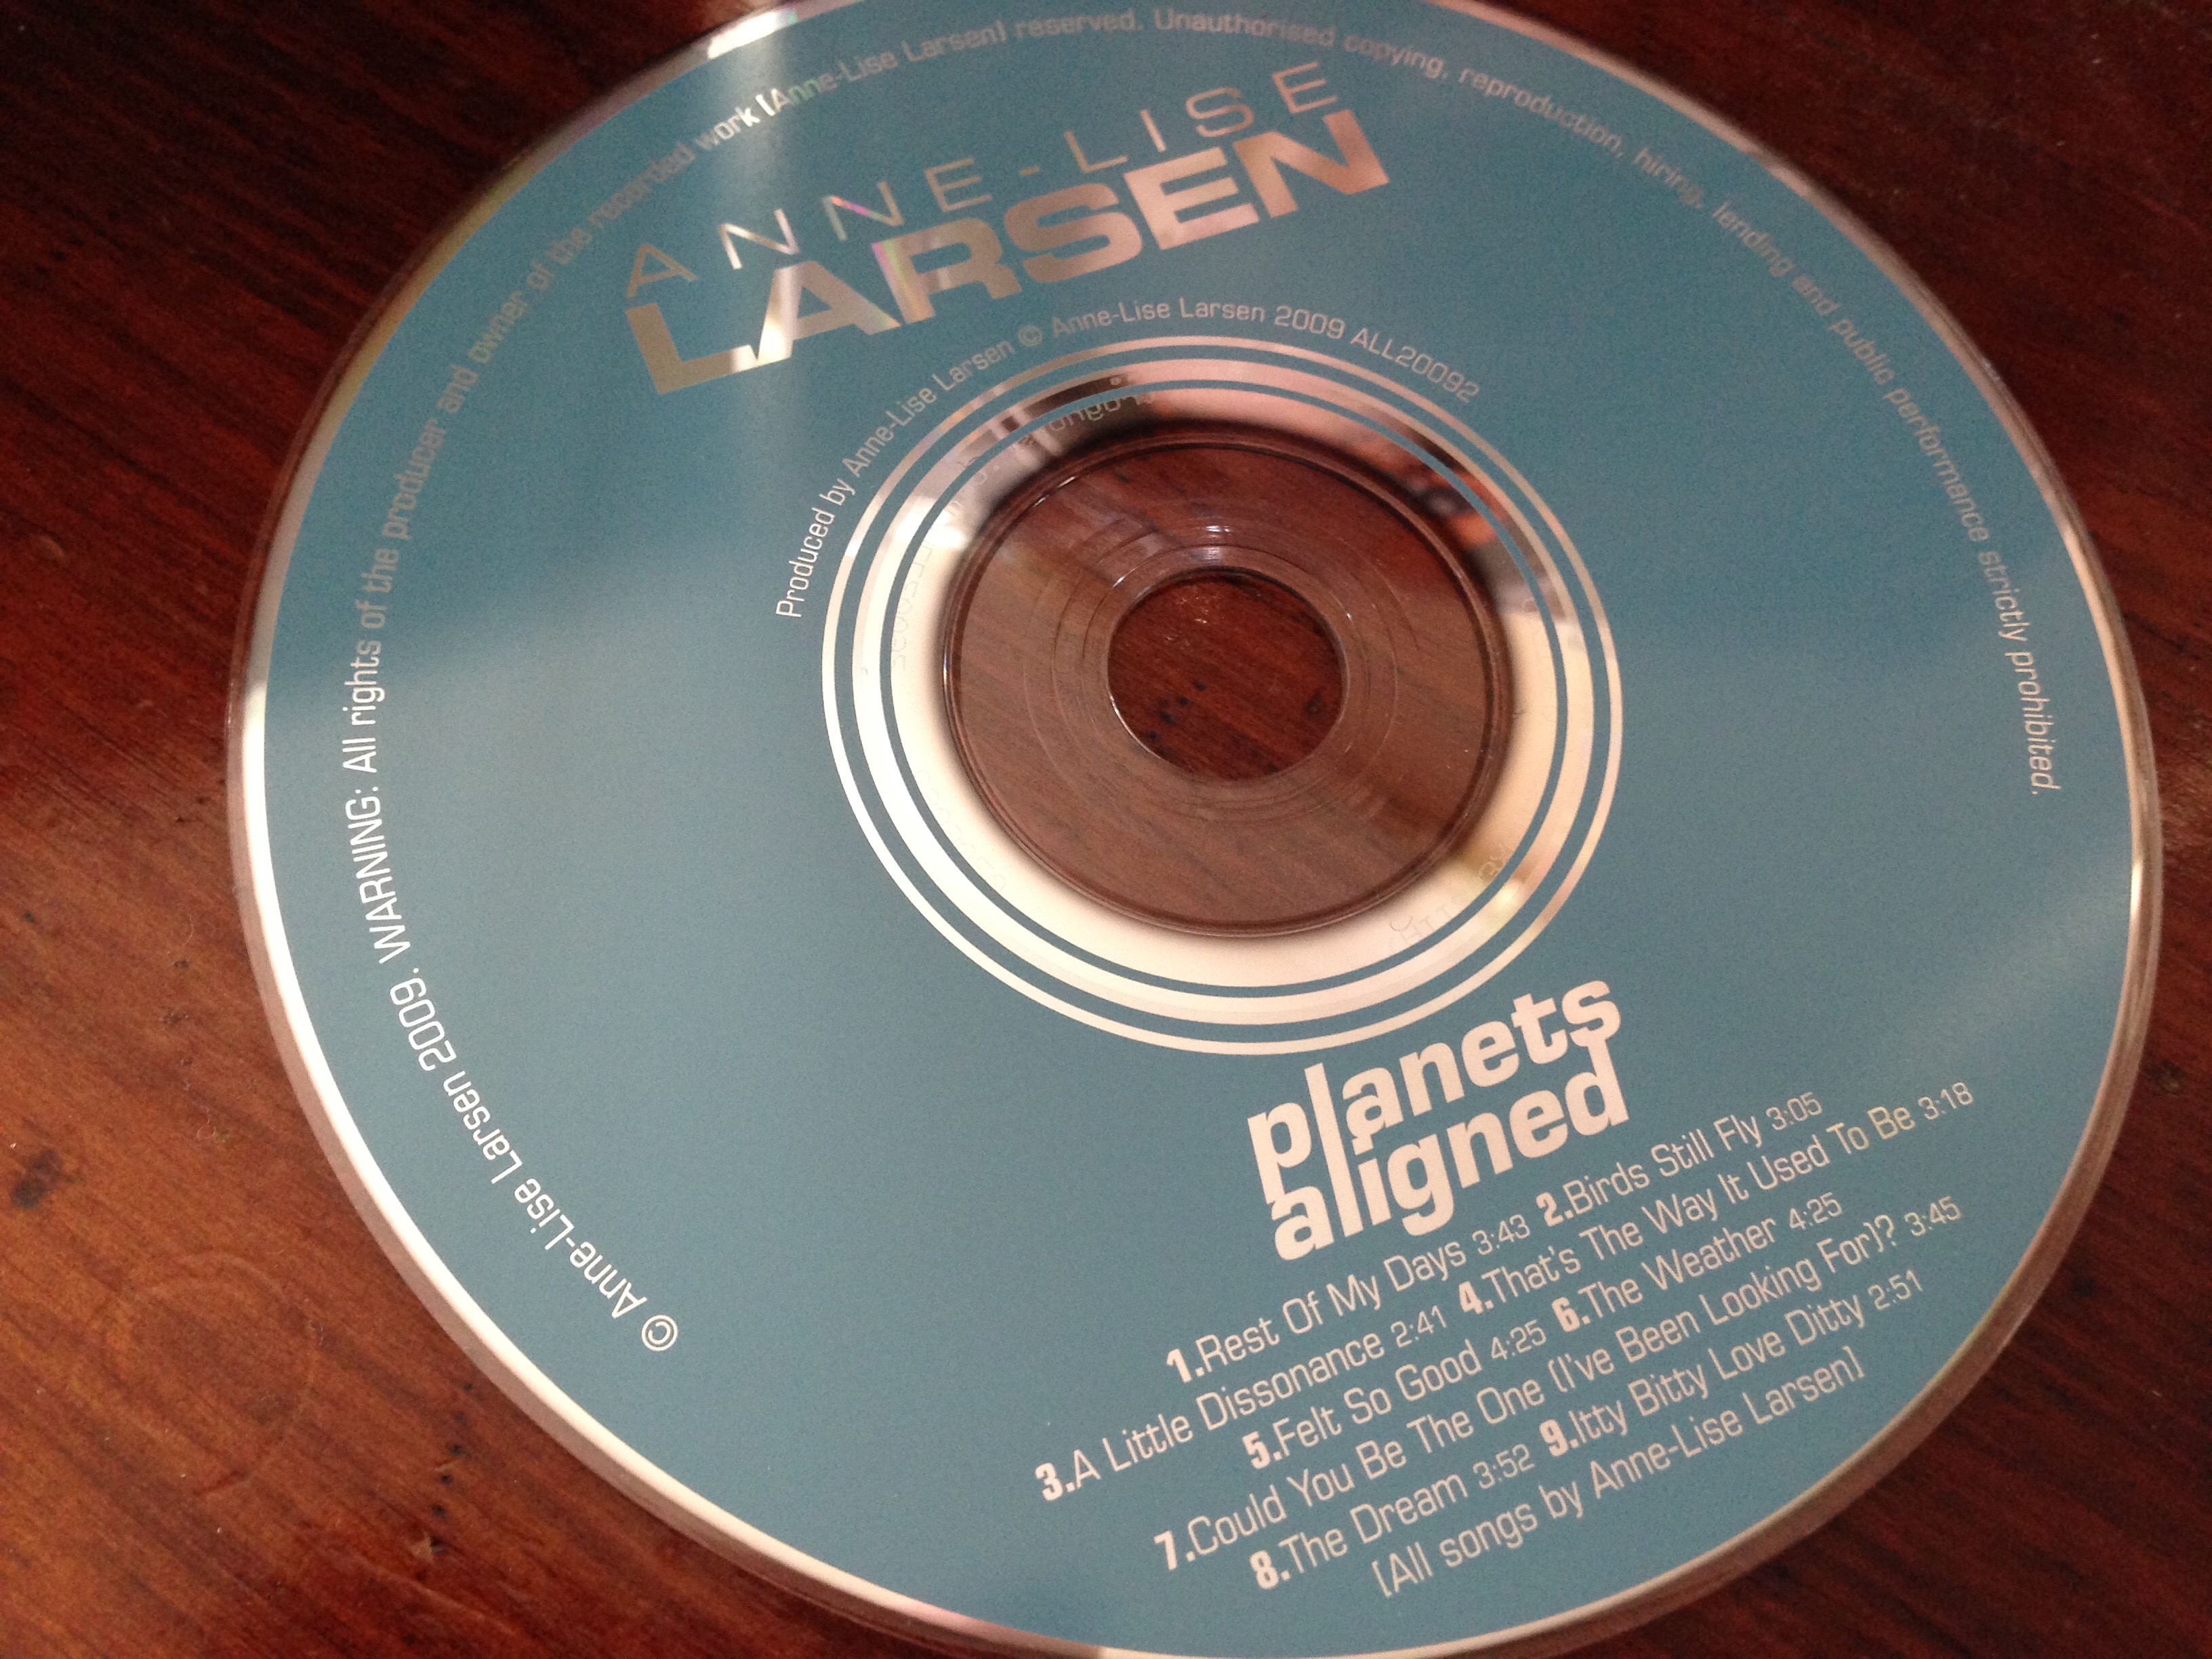 © Anne-Lise Larsen 2009. WARNING: All rights of the producer and owner of the recorded work (Anne-Lise Larsen) reserved. Unauthorised copying, reproduction, hiring, lending and public performance strictly prohibited.
ANNE-LISE
LARSEN
Produced by Anne-Lise Larsen © Anne-Lise Larsen 2009 ALL20092
planets
aligned
1.Rest Of My Days 3:43 2.Birds Still Fly 3:05
3.A Little Dissonance 2:41 4.That's The Way It Used To Be 3:18
5.Felt So Good 4:25 6.The Weather 4:25
7.Could You Be The One (I've Been Looking For)? 3:45
8.The Dream 3:52 9.Itty Bitty Love Ditty 2:51
(All songs by Anne-Lise Larsen)